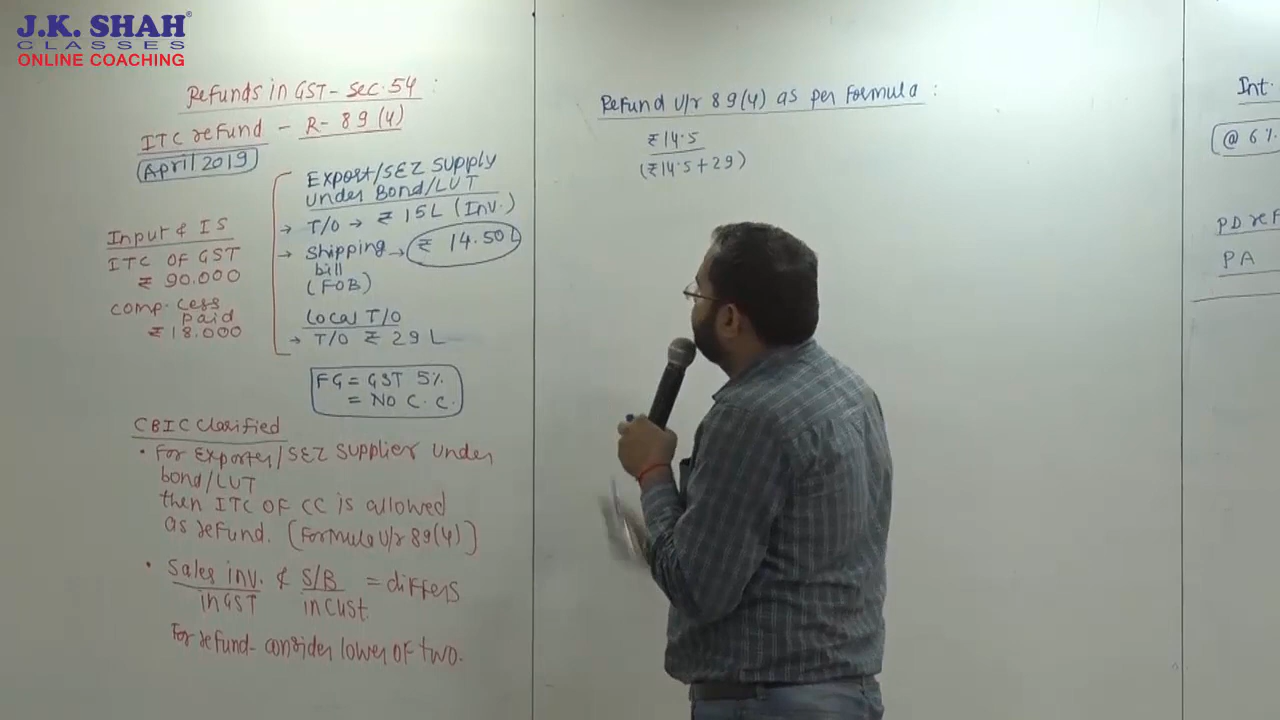 J.K. SHAH®
CLASSES
ONLINE COACHING
Refunds in GST - Sec. 54 :
ITC refund - R- 89 (4)
April 2019
Input & IS
ITC OF GST
₹ 90.000
Comp. Cess
Paid
₹ 18.000
Export/SEZ Supply
under Bond/LUT
→ T/O → ₹ 15L (Inv.)
→ Shipping → ₹ 14.50L
bill
(FOB)
Local T/O
→ T/O ₹ 29 L
FG = GST 5%
= NO C.C.
CBIC Clarified
• For Exporter/SEZ Supplier under
bond/LUT
then ITC OF CC is allowed
as refund. [Formula U/r 89(4)]
• Sales inv. & S/B = differs
in GST in Cust.
For refund - consider lower of two.
Refund U/r 89(4) as per Formula :
₹14.5
(₹14.5 + 29)
Int.
@ 6%
PD ref
PA